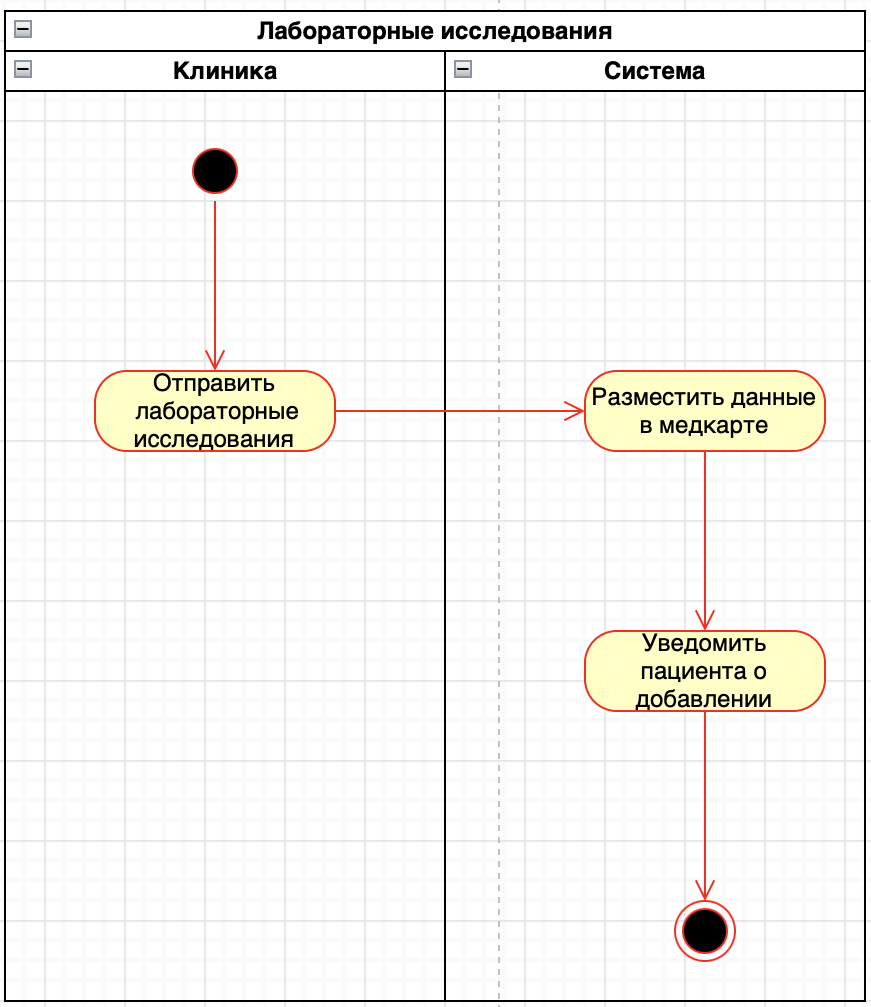 Лабораторные исследования
Клиника
Система
Отправить
лабораторные
исследования
Разместить данные
в медкарте
Уведомить
пациента о
добавлении